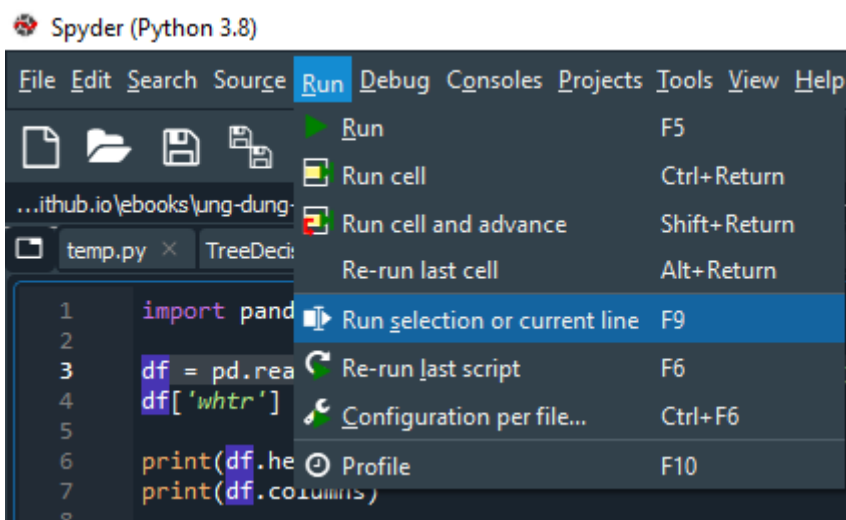 Spyder (Python 3.8)
File Edit Search Source Run Debug Consoles Projects Tools View Help
Run F5
Run cell Ctrl+Return
...ithub.io\ebooks\ung-dung-
Run cell and advance Shift+Return
temp.py × TreeDecis
Re-run last cell Alt+Return
1 import pand
Run selection or current line F9
2
3 df = pd.rea
Re-run last script F6
4 df['whtr']
Configuration per file... Ctrl+F6
5
6 print(df.he
Profile F10
7 print(df.columns)
8